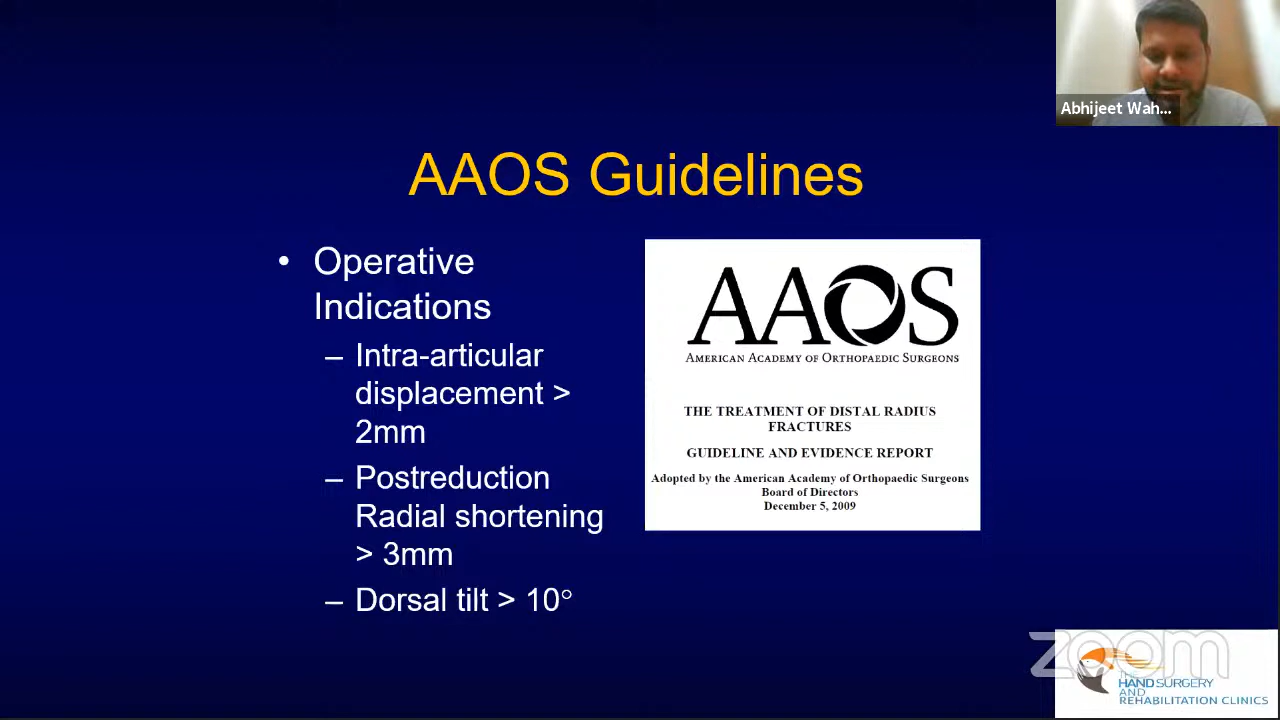 Abhijeet Wah...
AAOS Guidelines
• Operative
Indications
– Intra-articular
displacement >
2mm
– Postreduction
Radial shortening
> 3mm
– Dorsal tilt > 10°
AAOS
AMERICAN ACADEMY OF ORTHOPAEDIC SURGEONS
THE TREATMENT OF DISTAL RADIUS
FRACTURES
GUIDELINE AND EVIDENCE REPORT
Adopted by the American Academy of Orthopaedic Surgeons
Board of Directors
December 5, 2009
zoom
HAND SURGERY
AND
REHABILITATION CLINICS